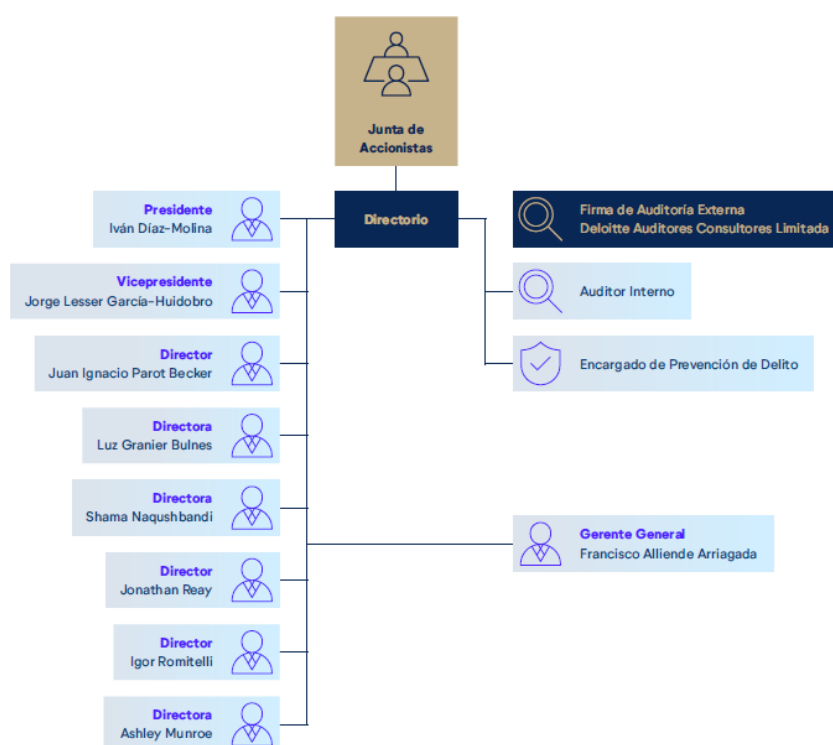 Junta de
Accionistas
Directorio
Presidente
Iván Díaz-Molina
Vicepresidente
Jorge Lesser García-Huidobro
Director
Juan Ignacio Parot Becker
Directora
Luz Granier Bulnes
Directora
Shama Naqushbandi
Director
Jonathan Reay
Director
Igor Romitelli
Directora
Ashley Munroe
Firma de Auditoría Externa
Deloitte Auditores Consultores Limitada
Auditor Interno
Encargado de Prevención de Delito
Gerente General
Francisco Alliende Arriagada